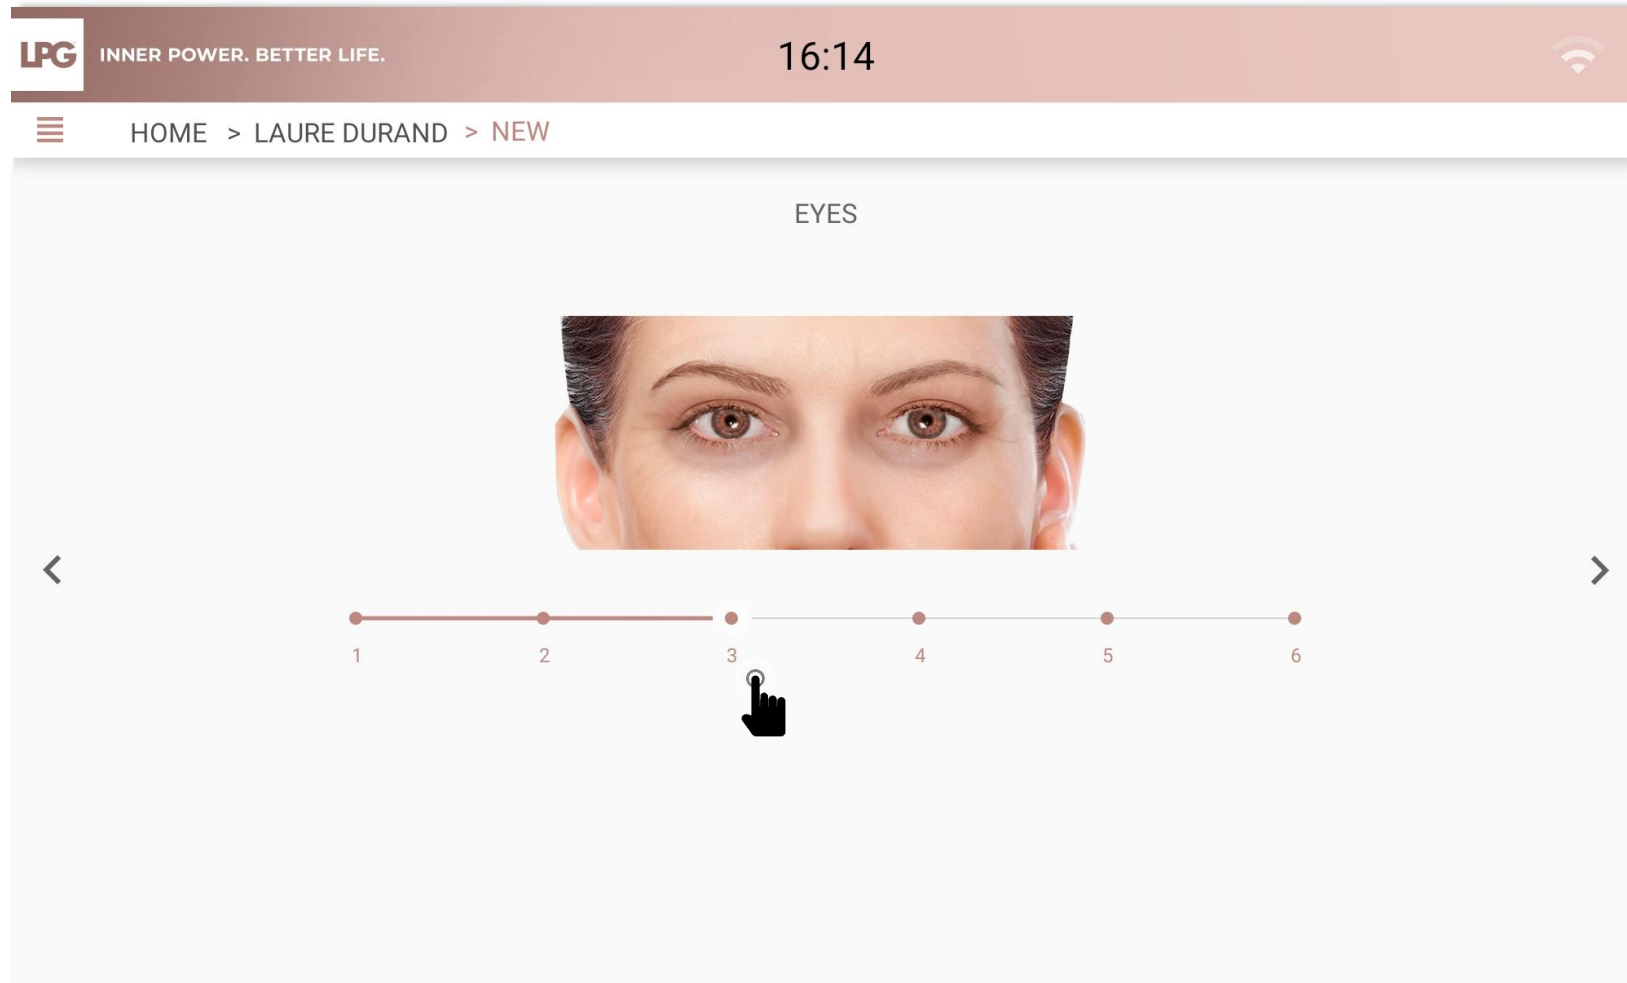 LPG INNER POWER. BETTER LIFE. 16:14
HOME > LAURE DURAND > NEW
EYES
1 2 3 4 5 6